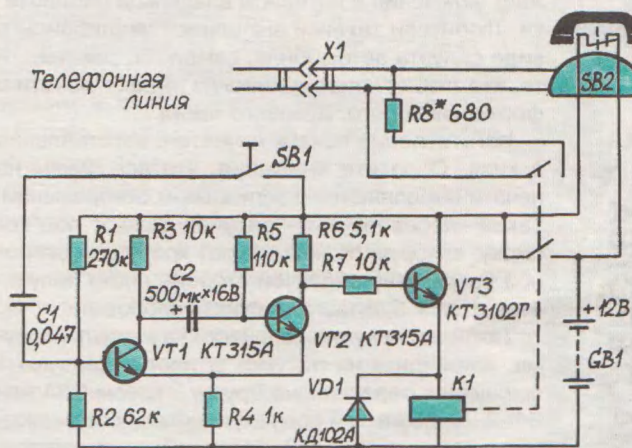 X1
Телефонная
линия
SB2
R8* 680
SB1
R1
270к
R3 10к
R5
110к
R6 5,1к
R7 10к
C2
500мк×16В
+
VT3
КТ3102Г
C1
0,047
VT1 КТ315А
VT2 КТ315А
+ 12В
GB1
R2 62к
R4 1к
VD1
КД102А
K1